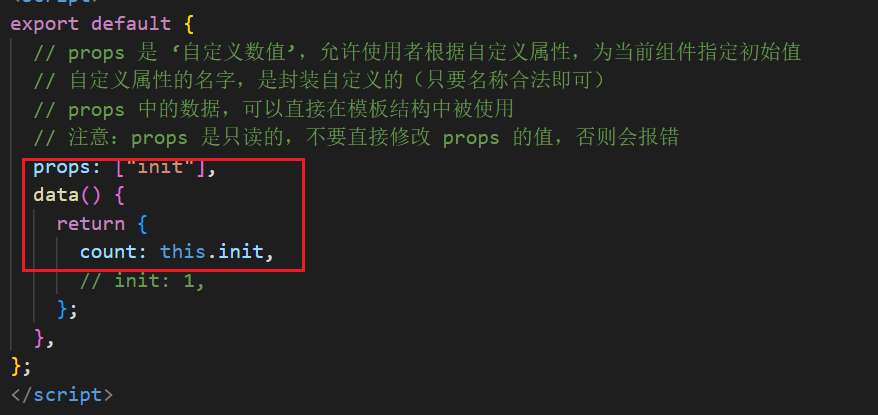 <script>
export default {
  // props 是 ‘自定义数值’，允许使用者根据自定义属性，为当前组件指定初始值
  // 自定义属性的名字，是封装自定义的（只要名称合法即可）
  // props 中的数据，可以直接在模板结构中被使用
  // 注意：props 是只读的，不要直接修改 props 的值，否则会报错
  props: ["init"],
  data() {
    return {
      count: this.init,
      // init: 1,
    };
  },
};
</script>